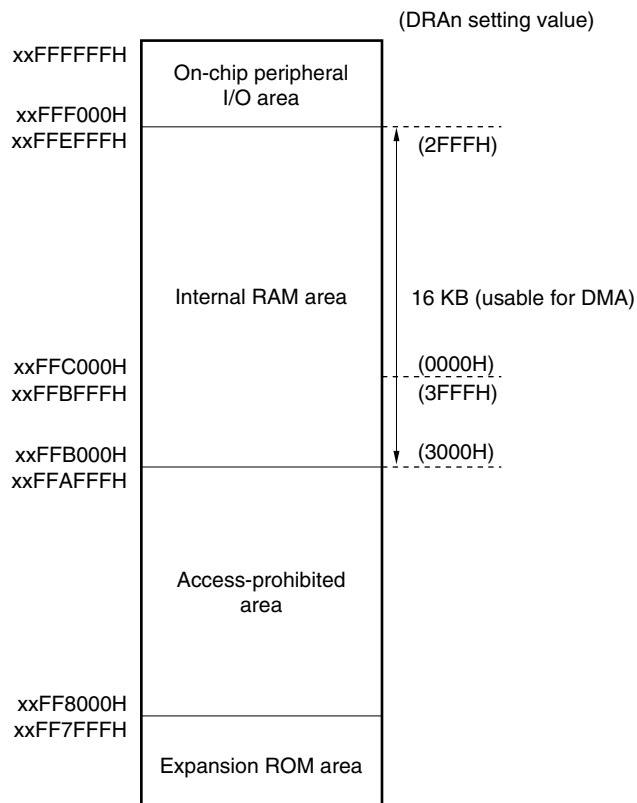 (DRAn setting value)
xxFFFFFFH
On-chip peripheral
I/O area
xxFFF000H
xxFFEFFFH
(2FFFH)
Internal RAM area
16 KB (usable for DMA)
xxFFC000H
(0000H)
xxFFBFFFH
(3FFFH)
xxFFB000H
(3000H)
xxFFAFFFH
Access-prohibited
area
xxFF8000H
xxFF7FFFH
Expansion ROM area